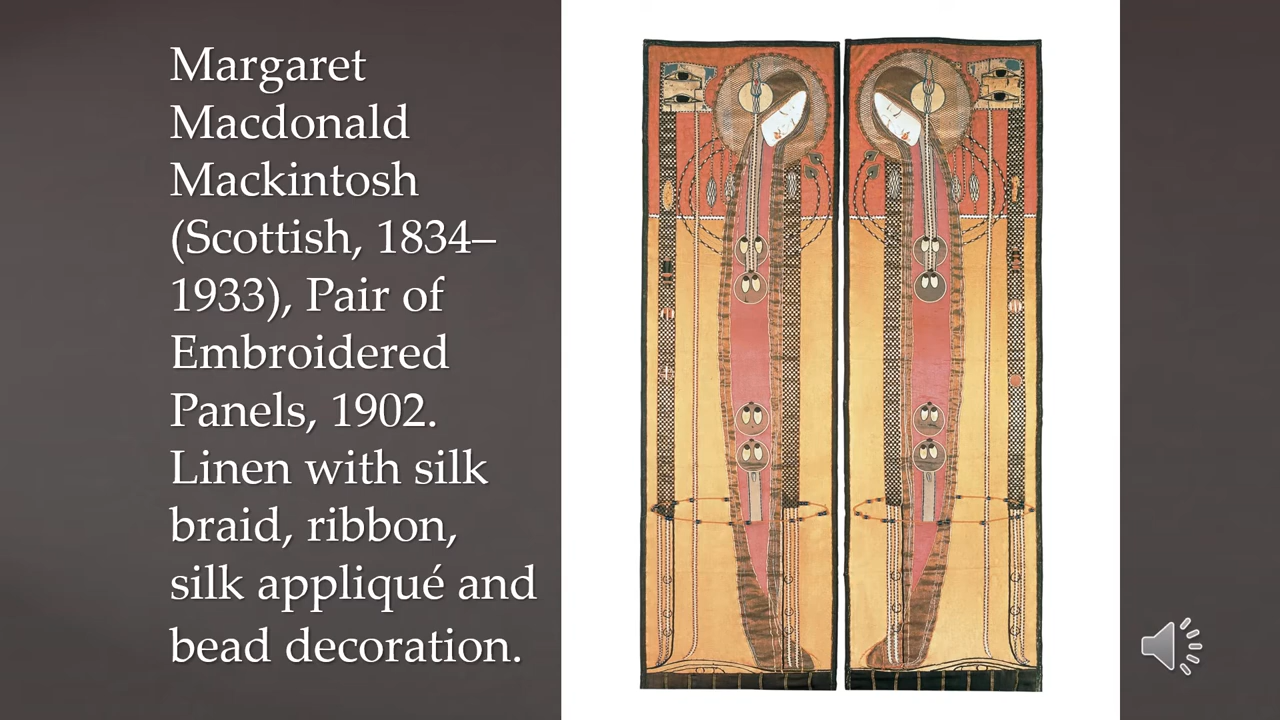 Margaret
Macdonald
Mackintosh
(Scottish, 1834–
1933), Pair of
Embroidered
Panels, 1902.
Linen with silk
braid, ribbon,
silk appliqué and
bead decoration.